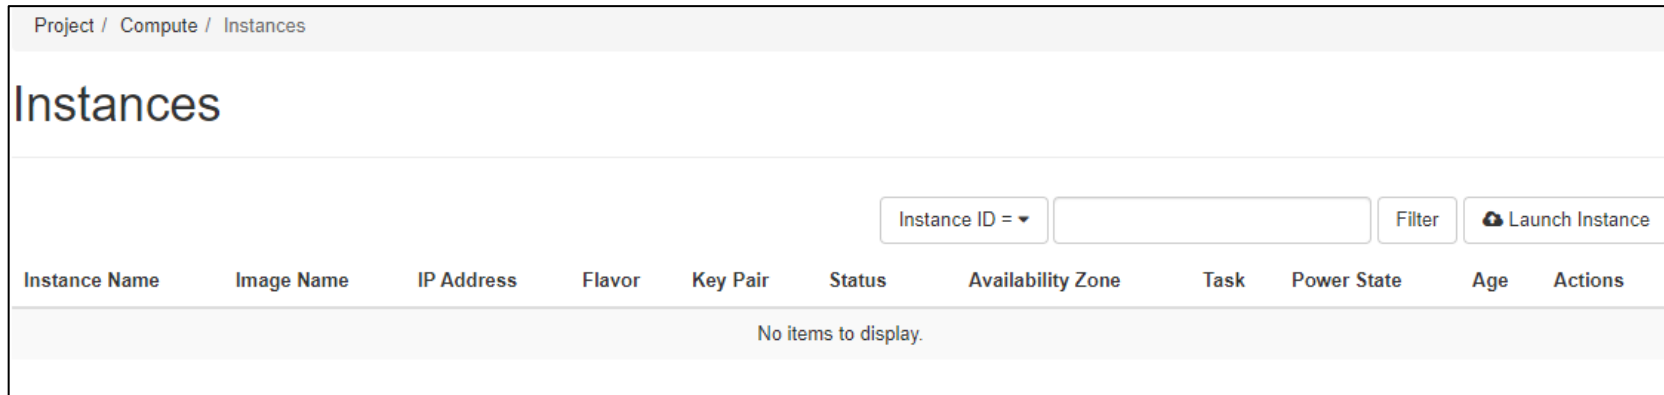 Project / Compute / Instances
Instances
Instance ID = Filter Launch Instance
Instance Name Image Name IP Address Flavor Key Pair Status Availability Zone Task Power State Age Actions
No items to display.